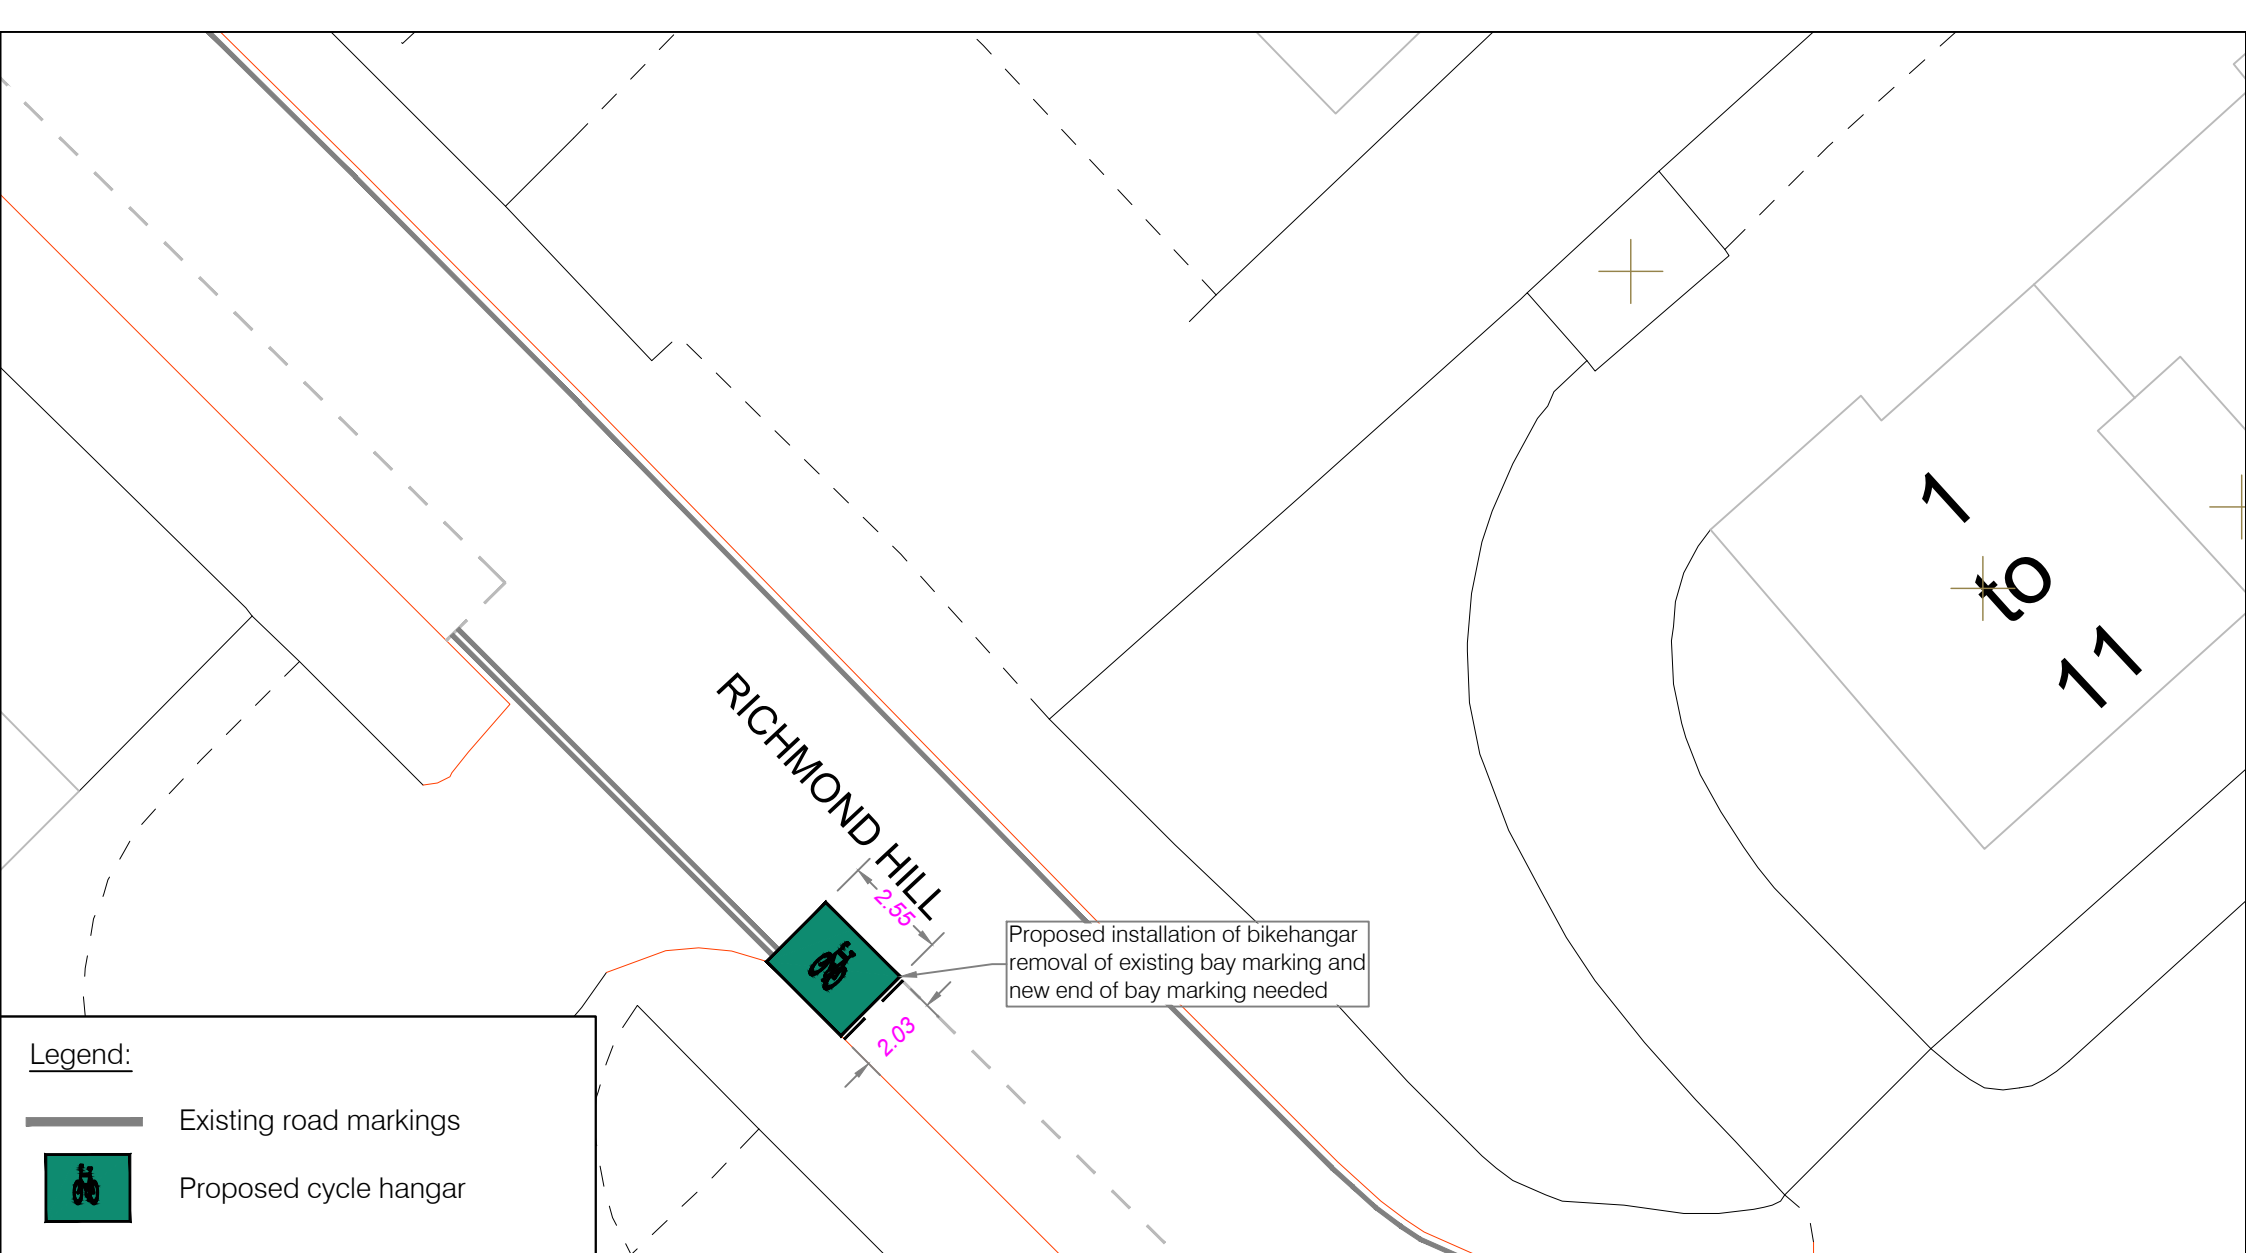 1
to
11
RICHMOND HILL
2.55
Proposed installation of bikehangar
removal of existing bay marking and
new end of bay marking needed
2.03
Legend:
Existing road markings
Proposed cycle hangar